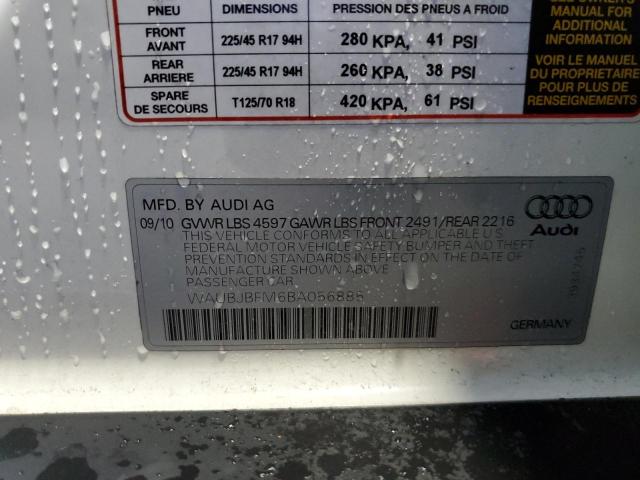 PNEU DIMENSIONS PRESSION DES PNEUS A FROID
FRONT AVANT 225/45 R17 94H 280 KPA, 41 PSI
REAR ARRIERE 225/45 R17 94H 260 KPA, 38 PSI
SPARE DE SECOURS T125/70 R18 420 KPA, 61 PSI
SEE OWNER'S
MANUAL FOR
ADDITIONAL
INFORMATION
VOIR LE MANUEL
DU PROPRIETAIRE
POUR PLUS DE
RENSEIGNEMENTS
MFD. BY AUDI AG
09/10 GVWR LBS 4597 GAWR LBS FRONT 2491/REAR 2216
THIS VEHICLE CONFORMS TO ALL APPLICABLE
FEDERAL MOTOR VEHICLE SAFETY BUMPER AND THEFT
PREVENTION STANDARDS IN EFFECT ON THE DATE OF
MANUFACTURE SHOWN ABOVE
PASSENGER CAR
WAUBJBFM6BA056885
Audi
GERMANY